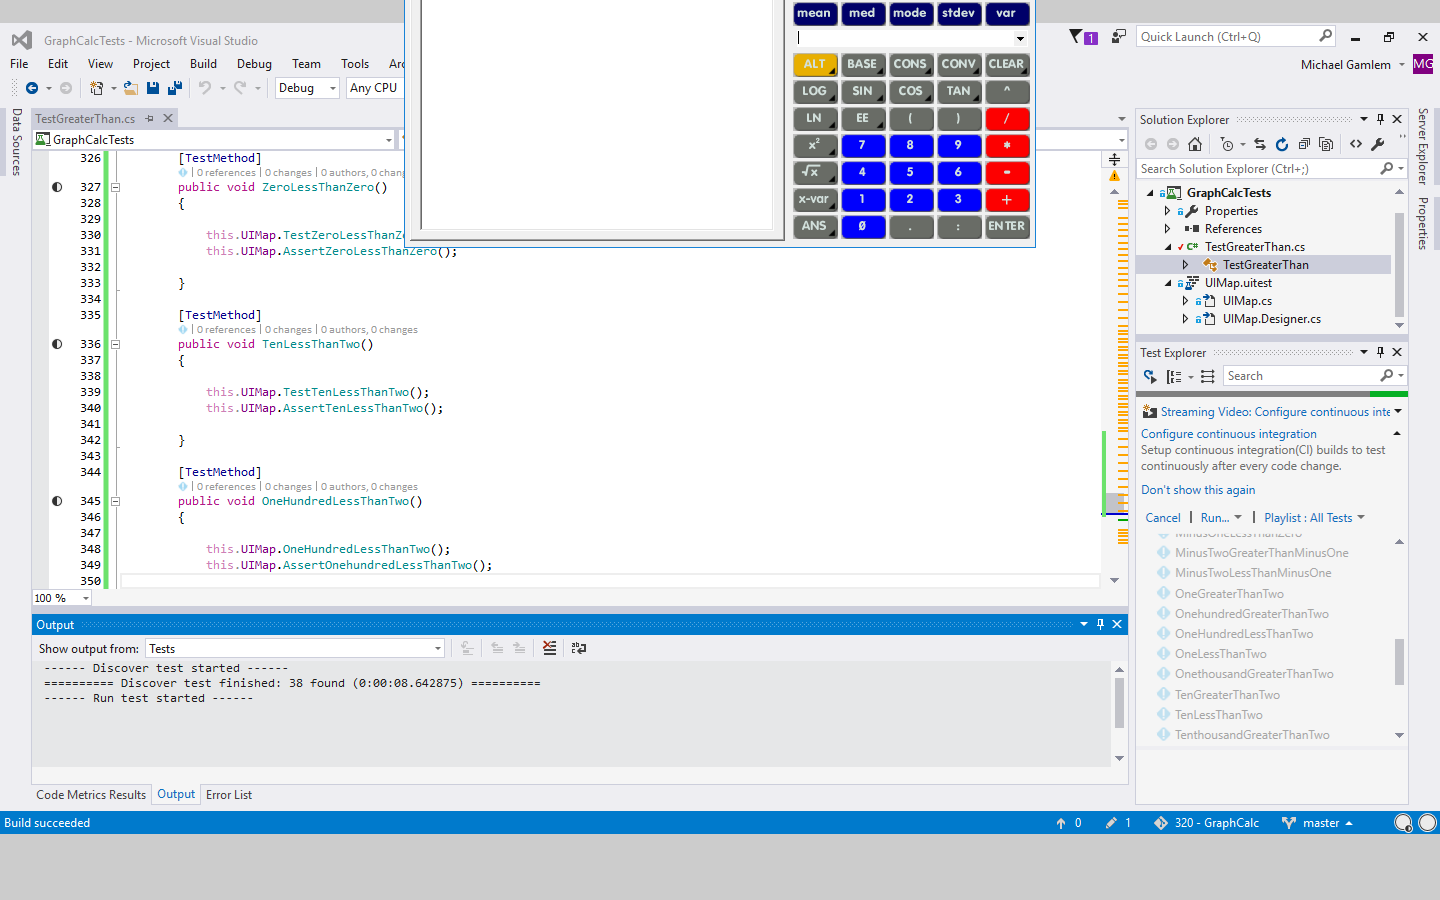 mean med mode stdev var
GraphCalcTests - Microsoft Visual Studio
1
Quick Launch (Ctrl+Q)
File Edit View Project Build Debug Team Tools
Michael Gamlem MG
Debug Any CPU
ALT BASE CONS CONV CLEAR
LOG SIN COS TAN ^
LN EE ( ) /
x² 7 8 9 *
√x 4 5 6 -
x-var 1 2 3 +
ANS Ø . : ENTER
Data Sources
TestGreaterThan.cs
GraphCalcTests
326 [TestMethod]
0 references | 0 changes | 0 authors, 0 chang
327 public void ZeroLessThanZero()
328 {
329
330 this.UIMap.TestZeroLessThanZ
331 this.UIMap.AssertZeroLessThanZero();
332
333 }
334
335 [TestMethod]
0 references | 0 changes | 0 authors, 0 changes
336 public void TenLessThanTwo()
337 {
338
339 this.UIMap.TestTenLessThanTwo();
340 this.UIMap.AssertTenLessThanTwo();
341
342 }
343
344 [TestMethod]
0 references | 0 changes | 0 authors, 0 changes
345 public void OneHundredLessThanTwo()
346 {
347
348 this.UIMap.OneHundredLessThanTwo();
349 this.UIMap.AssertOnehundredLessThanTwo();
350
100 %
Output
Show output from: Tests
------ Discover test started ------
========== Discover test finished: 38 found (0:00:08.642875) ==========
------ Run test started ------
Code Metrics Results Output Error List
Solution Explorer
Search Solution Explorer (Ctrl+;)
GraphCalcTests
Properties
References
TestGreaterThan.cs
TestGreaterThan
UIMap.uitest
UIMap.cs
UIMap.Designer.cs
Server Explorer
Properties
Test Explorer
Search
Streaming Video: Configure continuous inte
Configure continuous integration
Setup continuous integration(CI) builds to test
continuously after every code change.
Don't show this again
Cancel | Run... | Playlist : All Tests
MinusOneLessThanZero
MinusTwoGreaterThanMinusOne
MinusTwoLessThanMinusOne
OneGreaterThanTwo
OnehundredGreaterThanTwo
OneHundredLessThanTwo
OneLessThanTwo
OnethousandGreaterThanTwo
TenGreaterThanTwo
TenLessThanTwo
TenthousandGreaterThanTwo
Build succeeded 0 1 320 - GraphCalc master